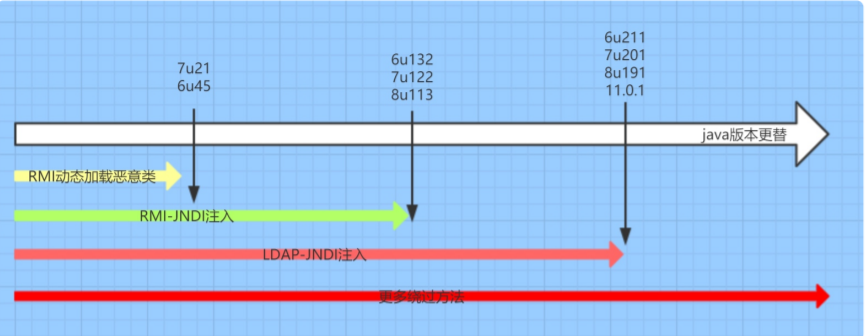 7u21
6u45
6u132
7u122
8u113
6u211
7u201
8u191
11.0.1
java版本更替
RMI动态加载恶意类
RMI-JNDI注入
LDAP-JNDI注入
更多绕过方法